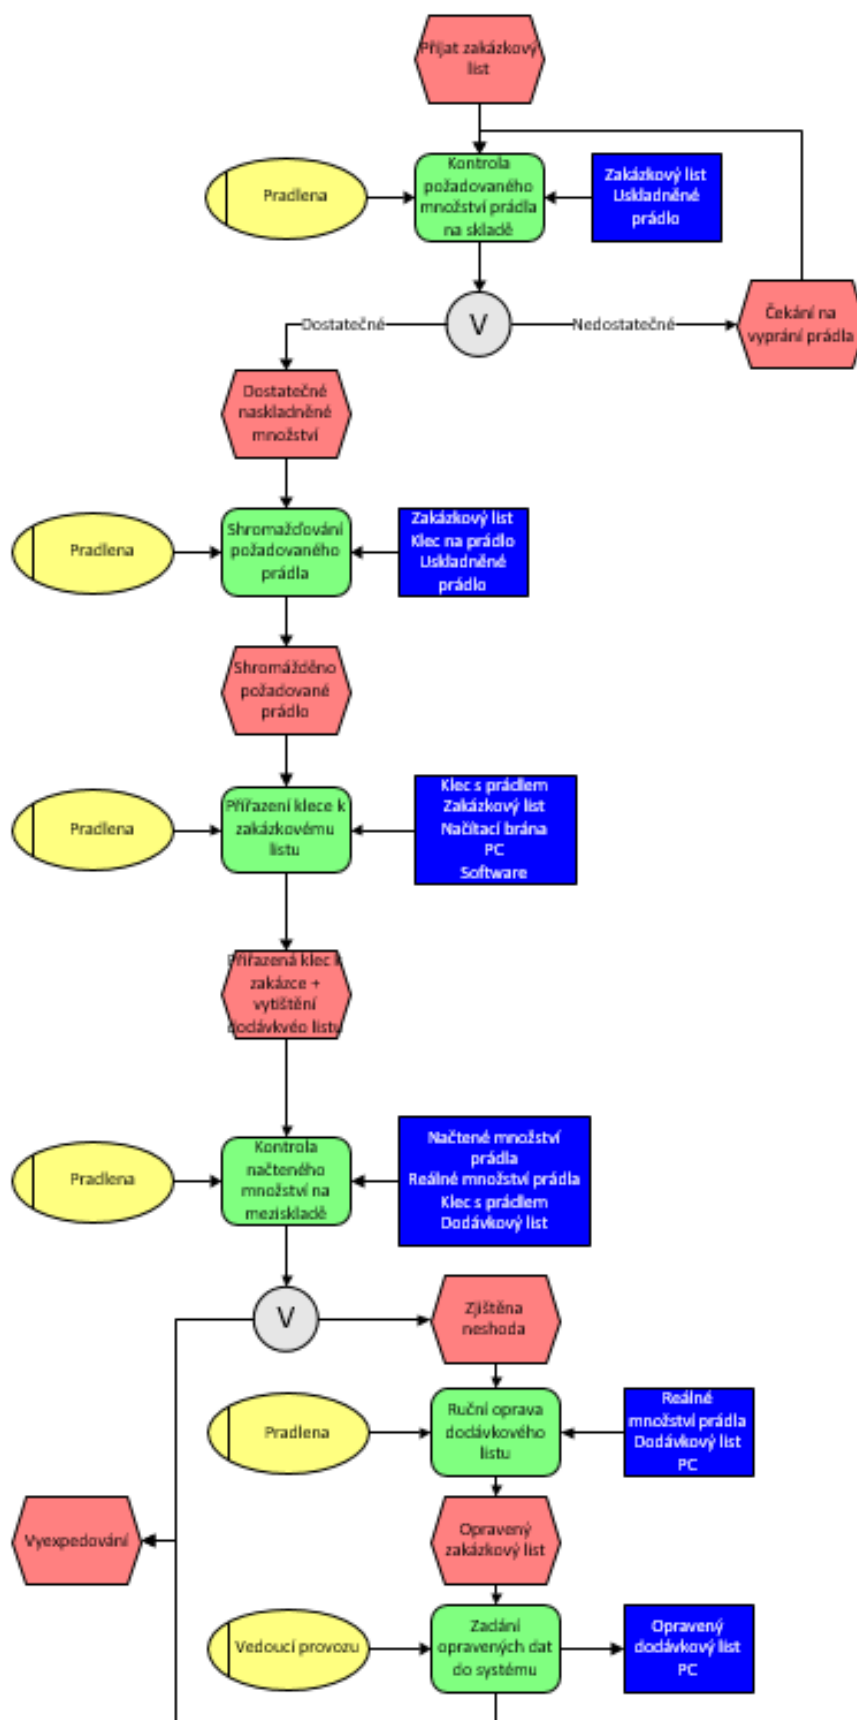 Přijat zakázkový
list
Pradlena
Kontrola
požadovaného
množství prádla
na skladě
Zakázkový list
Uskladněné
prádlo
Dostatečné
V
Nedostatečné
Čekání na
vyprání prádla
Dostatečné
naskladněné
množství
Pradlena
Shromažďování
požadovaného
prádla
Zakázkový list
Klec na prádlo
Uskladněné
prádlo
Shromážděno
požadované
prádlo
Pradlena
Přiřazení klece k
zakázkovému
listu
Klec s prádlem
Zakázkový list
Načítací brána
PC
Software
Přiřazená klec k
zakázce +
vytištění
dodávkvéo listu
Pradlena
Kontrola
načteného
množství na
meziskladě
Načtené množství
prádla
Reálné množství prádla
Klec s prádlem
Dodávkový list
V
Zjištěna
neshoda
Pradlena
Ruční oprava
dodávkového
listu
Reálné
množství prádla
Dodávkový list
PC
Vyexpedování
Opravený
zakázkový list
Vedoucí provozu
Zadání
opravených dat
do systému
Opravený
dodávkový list
PC